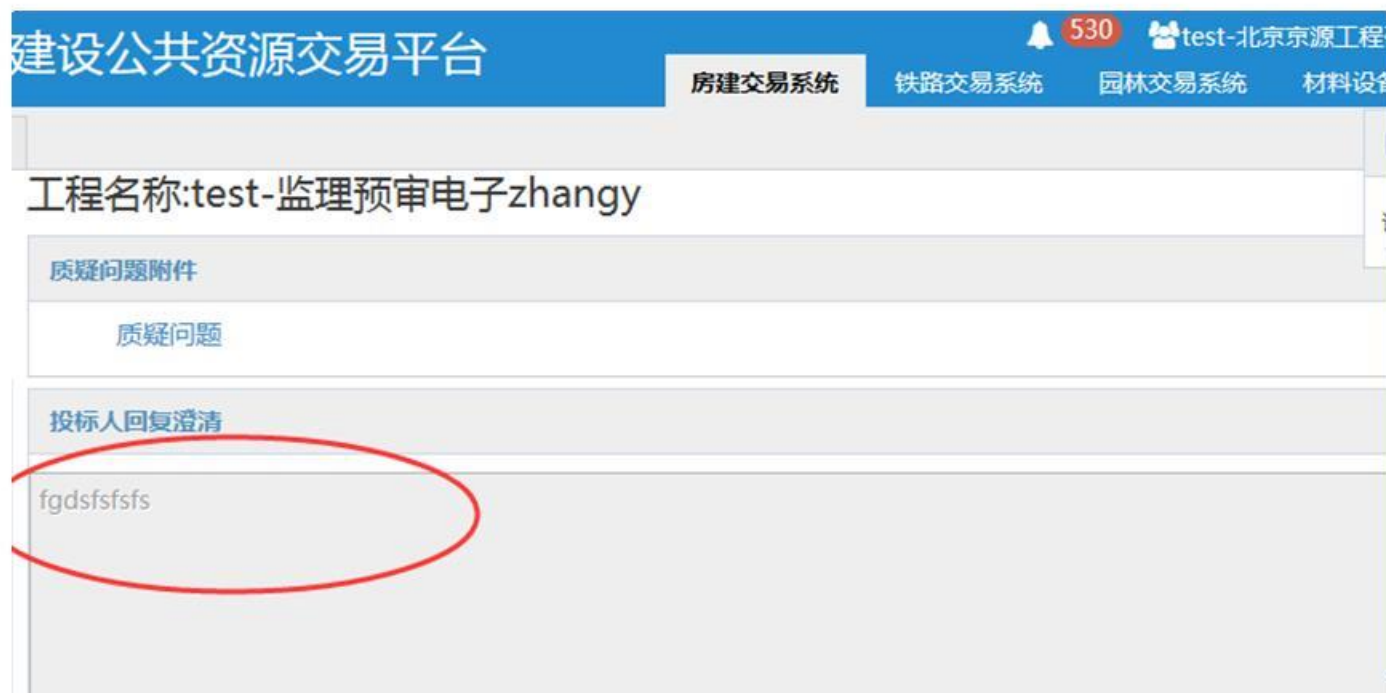 建设公共资源交易平台
530 test-北京京源工程
房建交易系统 铁路交易系统 园林交易系统 材料设备
工程名称:test-监理预审电子zhangy
质疑问题附件
质疑问题
投标人回复澄清
fgdsfsfsfs